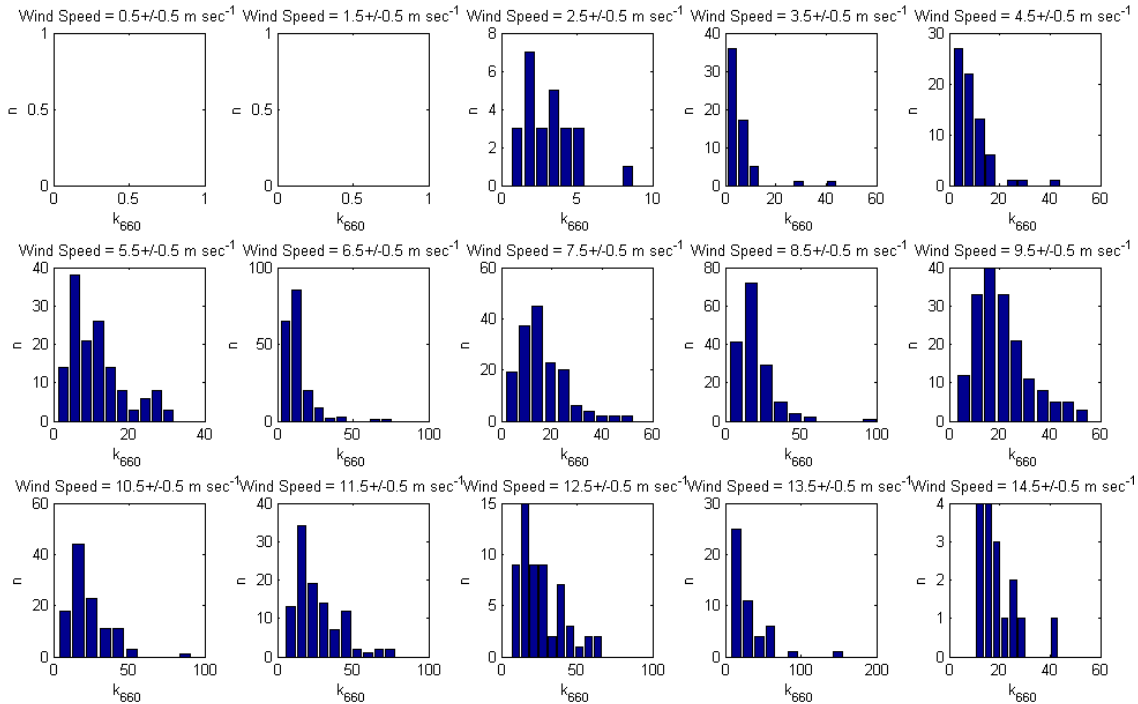 Wind Speed = 0.5+/-0.5 m sec⁻¹
1
0.5
0
n
0 0.5 1
k₆₆₀
Wind Speed = 1.5+/-0.5 m sec⁻¹
1
0.5
0
n
0 0.5 1
k₆₆₀
Wind Speed = 2.5+/-0.5 m sec⁻¹
8
6
4
2
0
n
0 5 10
k₆₆₀
Wind Speed = 3.5+/-0.5 m sec⁻¹
40
30
20
10
0
n
0 20 40 60
k₆₆₀
Wind Speed = 4.5+/-0.5 m sec⁻¹
30
20
10
0
n
0 20 40 60
k₆₆₀
Wind Speed = 5.5+/-0.5 m sec⁻¹
40
30
20
10
0
n
0 20 40
k₆₆₀
Wind Speed = 6.5+/-0.5 m sec⁻¹
100
50
0
n
0 50 100
k₆₆₀
Wind Speed = 7.5+/-0.5 m sec⁻¹
60
40
20
0
n
0 20 40 60
k₆₆₀
Wind Speed = 8.5+/-0.5 m sec⁻¹
80
60
40
20
0
n
0 50 100
k₆₆₀
Wind Speed = 9.5+/-0.5 m sec⁻¹
40
30
20
10
0
n
0 20 40 60
k₆₆₀
Wind Speed = 10.5+/-0.5 m sec⁻¹
60
40
20
0
n
0 50 100
k₆₆₀
Wind Speed = 11.5+/-0.5 m sec⁻¹
40
30
20
10
0
n
0 50 100
k₆₆₀
Wind Speed = 12.5+/-0.5 m sec⁻¹
15
10
5
0
n
0 50 100
k₆₆₀
Wind Speed = 13.5+/-0.5 m sec⁻¹
30
20
10
0
n
0 100 200
k₆₆₀
Wind Speed = 14.5+/-0.5 m sec⁻¹
4
3
2
1
0
n
0 20 40 60
k₆₆₀